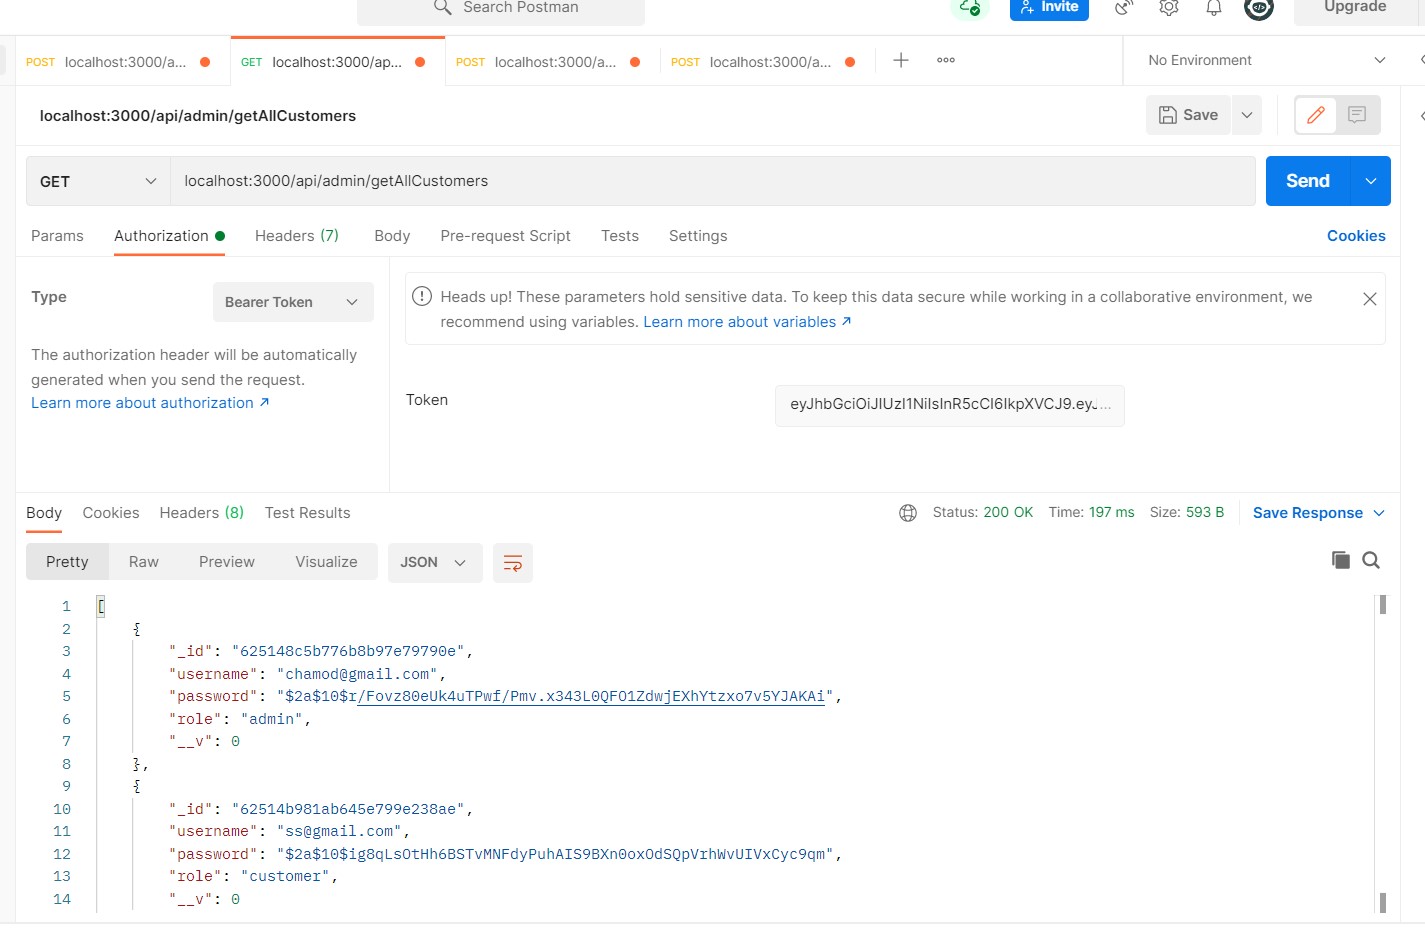 Search Postman
Invite
Upgrade
POST localhost:3000/a...
GET localhost:3000/ap...
POST localhost:3000/a...
POST localhost:3000/a...
No Environment
localhost:3000/api/admin/getAllCustomers
Save
GET
localhost:3000/api/admin/getAllCustomers
Send
Params
Authorization
Headers (7)
Body
Pre-request Script
Tests
Settings
Cookies
Type
Bearer Token
The authorization header will be automatically
generated when you send the request.
Learn more about authorization ↗
Heads up! These parameters hold sensitive data. To keep this data secure while working in a collaborative environment, we
recommend using variables. Learn more about variables ↗
Token
eyJhbGciOiJIUzI1NiIsInR5cCI6IkpXVCJ9.eyJ...
Body
Cookies
Headers (8)
Test Results
Status: 200 OK
Time: 197 ms
Size: 593 B
Save Response
Pretty
Raw
Preview
Visualize
JSON
1 [
2 {
3 "_id": "625148c5b776b8b97e79790e",
4 "username": "chamod@gmail.com",
5 "password": "$2a$10$r/Fovz80eUk4uTPwf/Pmv.x343L0QFO1ZdwjEXhYtzxo7v5YJAKAi",
6 "role": "admin",
7 "__v": 0
8 },
9 {
10 "_id": "62514b981ab645e799e238ae",
11 "username": "ss@gmail.com",
12 "password": "$2a$10$ig8qLsOtHh6BSTvMNFdyPuhAIS9BXn0oxOdSQpVrhWvUIVxCyc9qm",
13 "role": "customer",
14 "__v": 0